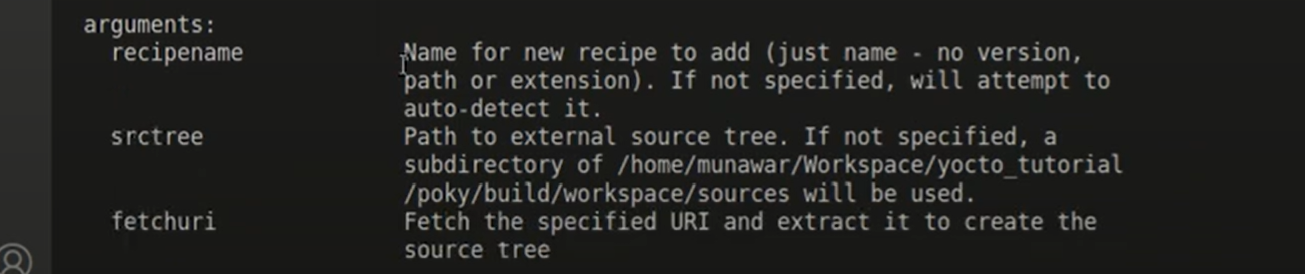 arguments:
recipename Name for new recipe to add (just name - no version,
path or extension). If not specified, will attempt to
auto-detect it.
srctree Path to external source tree. If not specified, a
subdirectory of /home/munawar/Workspace/yocto_tutorial
/poky/build/workspace/sources will be used.
fetchuri Fetch the specified URI and extract it to create the
source tree